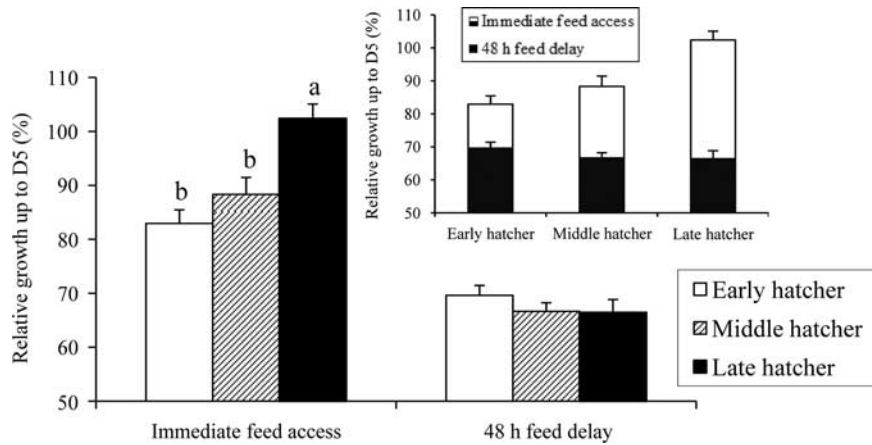 Relative growth up to D5 (%)
110
100
90
80
70
60
50
b
b
a
Immediate feed access
48 h feed delay
Relative growth up to D5 (%)
110
100
90
80
70
60
50
Immediate feed access
48 h feed delay
Early hatcher
Middle hatcher
Late hatcher
Early hatcher
Middle hatcher
Late hatcher